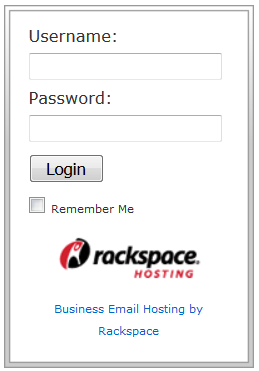 Username:
Password:
Login
Remember Me
rackspace
HOSTING
Business Email Hosting by
Rackspace